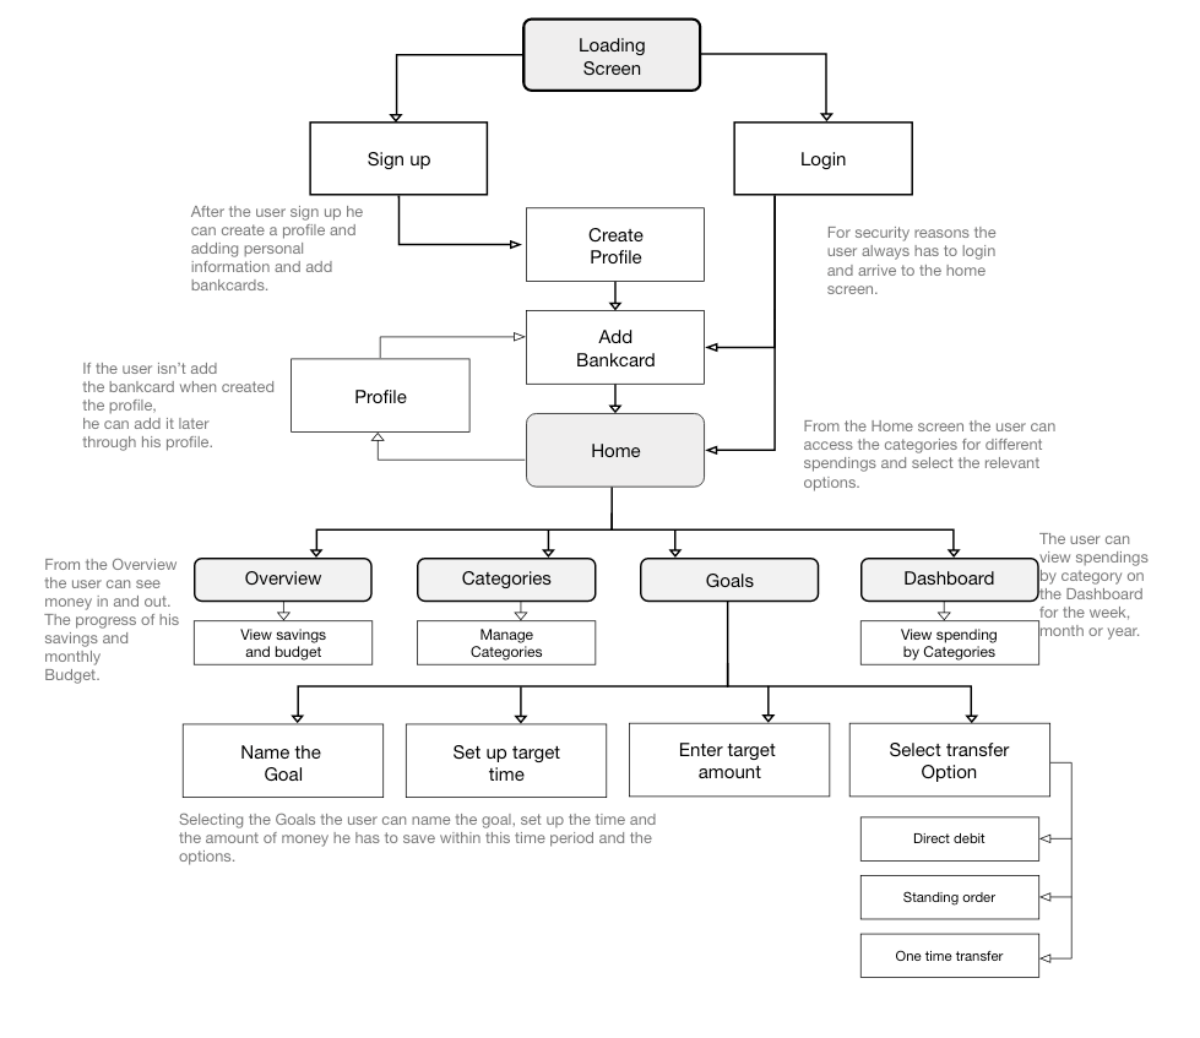 Loading
Screen
Sign up
Login
After the user sign up he
can create a profile and
adding personal
information and add
bankcards.
Create
Profile
For security reasons the
user always has to login
and arrive to the home
screen.
Add
Bankcard
If the user isn't add
the bankcard when created
the profile,
he can add it later
through his profile.
Profile
Home
From the Home screen the user can
access the categories for different
spendings and select the relevant
options.
From the Overview
the user can see
money in and out.
The progress of his
savings and
monthly
Budget.
Overview
Categories
Goals
Dashboard
The user can
view spendings
by category on
the Dashboard
for the week,
month or year.
View savings
and budget
Manage
Categories
View spending
by Categories
Name the
Goal
Set up target
time
Enter target
amount
Select transfer
Option
Selecting the Goals the user can name the goal, set up the time and
the amount of money he has to save within this time period and the
options.
Direct debit
Standing order
One time transfer